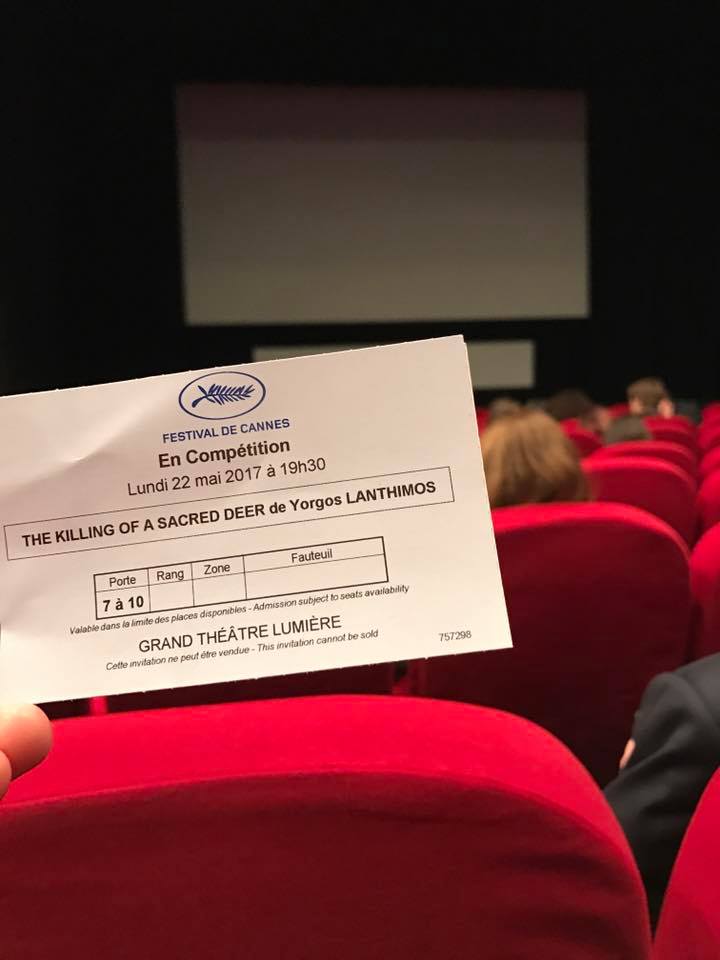 FESTIVAL DE CANNES
En Compétition
Lundi 22 mai 2017 à 19h30
THE KILLING OF A SACRED DEER de Yorgos LANTHIMOS
Porte Rang Zone Fauteuil
7 à 10
Valable dans la limite des places disponibles - Admission subject to seats availability
GRAND THÉÂTRE LUMIÈRE
Cette invitation ne peut être vendue - This invitation cannot be sold
757298